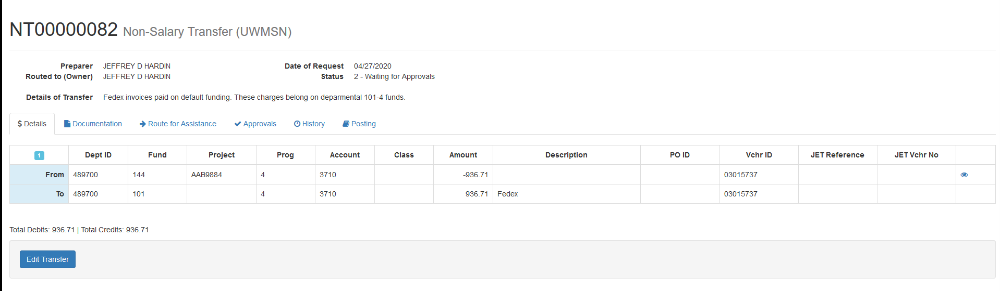 NT00000082 Non-Salary Transfer (UWMSN)
Preparer JEFFREY D HARDIN Date of Request 04/27/2020
Routed to (Owner) JEFFREY D HARDIN Status 2 - Waiting for Approvals
Details of Transfer Fedex invoices paid on default funding. These charges belong on deparmental 101-4 funds.
$ Details Documentation Route for Assistance Approvals History Posting
1 Dept ID Fund Project Prog Account Class Amount Description PO ID Vchr ID JET Reference JET Vchr No
From 489700 144 AAB9884 4 3710 -936.71 03015737
To 489700 101 4 3710 936.71 Fedex 03015737
Total Debits: 936.71 | Total Credits: 936.71
Edit Transfer